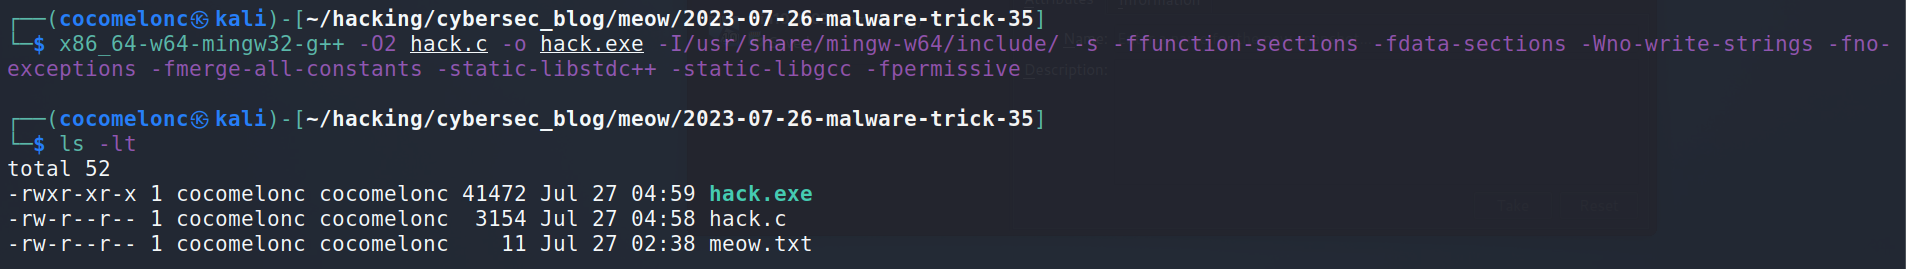 ┌──(cocomelonc㉿kali)-[~/hacking/cybersec_blog/meow/2023-07-26-malware-trick-35]
└─$ x86_64-w64-mingw32-g++ -O2 hack.c -o hack.exe -I/usr/share/mingw-w64/include/ -s -ffunction-sections -fdata-sections -Wno-write-strings -fno-
exceptions -fmerge-all-constants -static-libstdc++ -static-libgcc -fpermissive
┌──(cocomelonc㉿kali)-[~/hacking/cybersec_blog/meow/2023-07-26-malware-trick-35]
└─$ ls -lt
total 52
-rwxr-xr-x 1 cocomelonc cocomelonc 41472 Jul 27 04:59 hack.exe
-rw-r--r-- 1 cocomelonc cocomelonc  3154 Jul 27 04:58 hack.c
-rw-r--r-- 1 cocomelonc cocomelonc    11 Jul 27 02:38 meow.txt